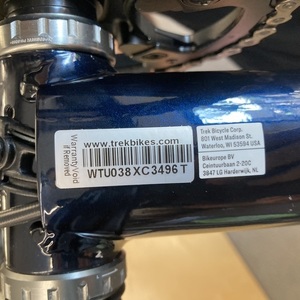 Warranty Void
if Removed
www.trekbikes.com
WTU038XC3496T
Trek Bicycle Corp.
801 West Madison St.
Waterloo, WI 53594 USA
Bikeurope BV
Ceintuurbaan 2-20C
3847 LG Harderwijk, NL